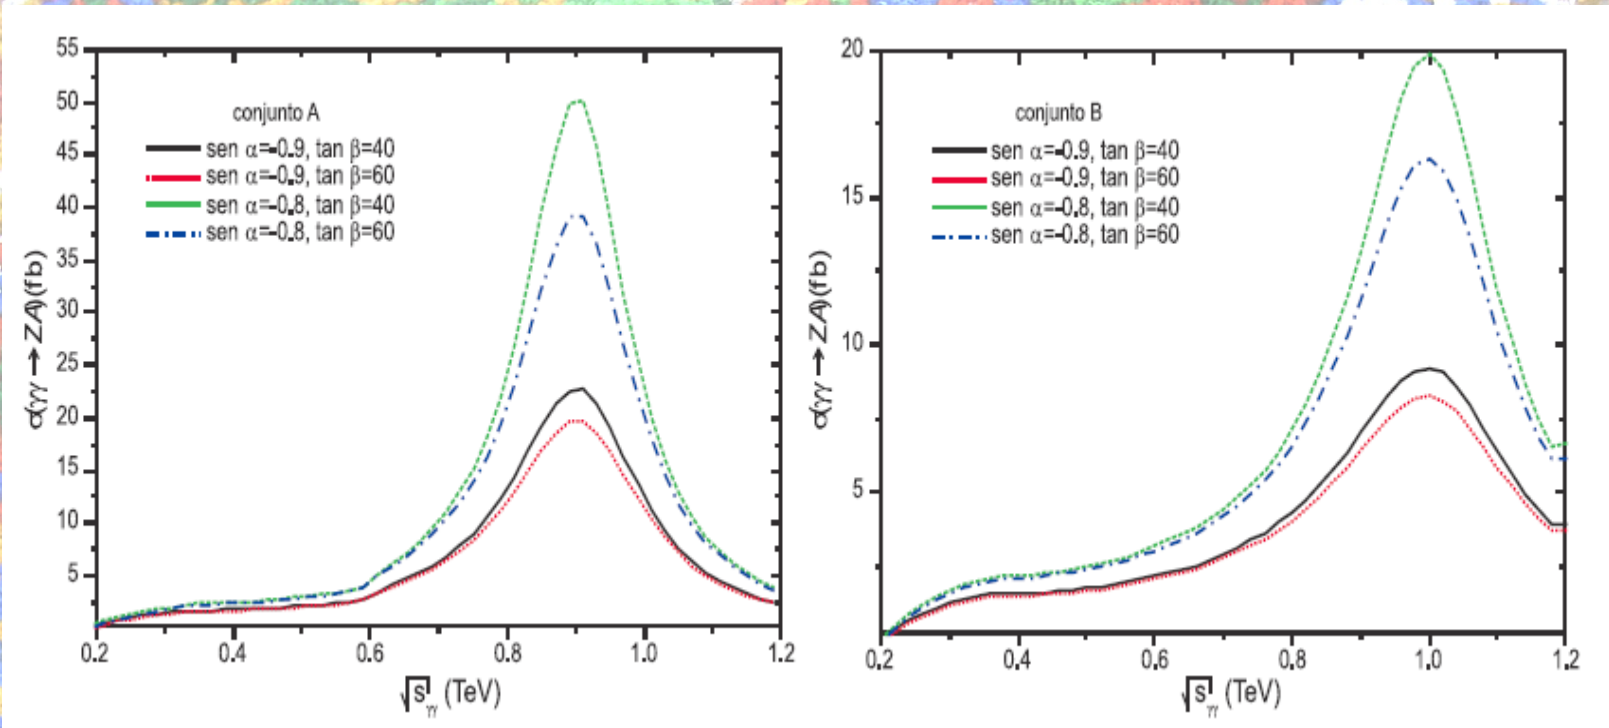 conjunto A
sen α=-0.9, tan β=40
sen α=-0.9, tan β=60
sen α=-0.8, tan β=40
sen α=-0.8, tan β=60
σ(γγ → ZA)(fb)
55
50
45
40
35
30
25
20
15
10
5
0.2 0.4 0.6 0.8 1.0 1.2
√s γγ (TeV)
conjunto B
sen α=-0.9, tan β=40
sen α=-0.9, tan β=60
sen α=-0.8, tan β=40
sen α=-0.8, tan β=60
σ(γγ → ZA)(fb)
20
15
10
5
0.2 0.4 0.6 0.8 1.0 1.2
√s γγ (TeV)